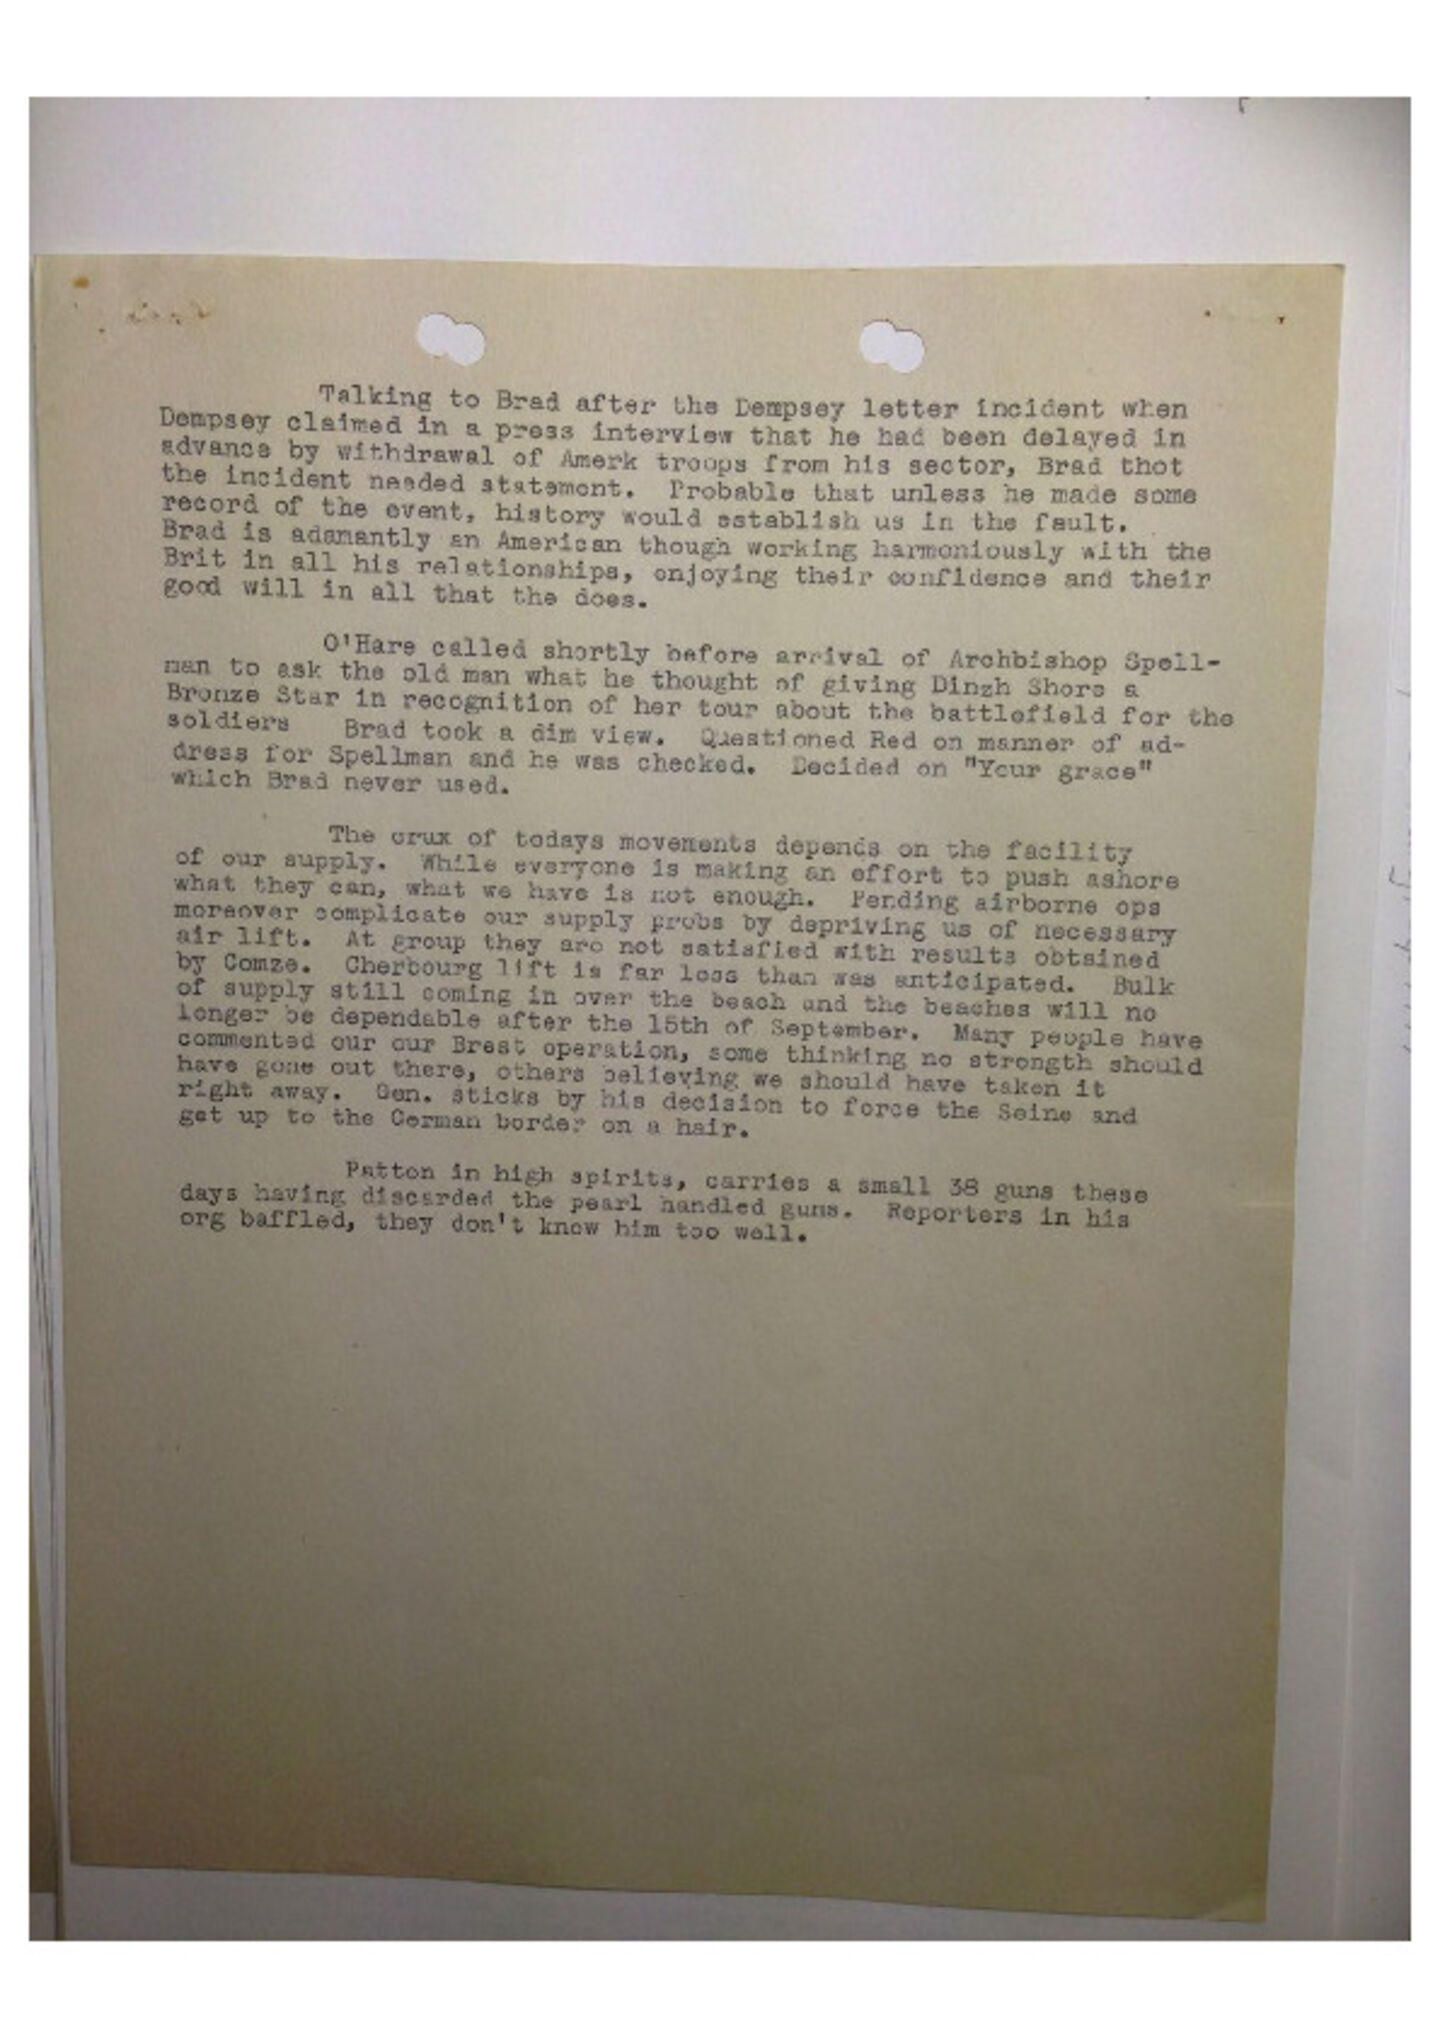 Talking to Brad after the Dempsey letter incident when
Dempsey claimed in a press interview that he had been delayed in
advance by withdrawal of Amerk troops from his sector, Brad thot
the incident needed statement. Probable that unless he made some
record of the event, history would establish us in the fault.
Brad is adamantly an American though working harmoniously with the
Brit in all his relationships, enjoying their confidence and their
good will in all that the does.
O'Hare called shortly before arrival of Archbishop Spell-
man to ask the old man what he thought of giving Dinah Shore a
Bronze Star in recognition of her tour about the battlefield for the
soldiers Brad took a dim view. Questioned Red on manner of ad-
dress for Spellman and he was checked. Decided on "Your grace"
which Brad never used.
The crux of todays movements depends on the facility
of our supply. While everyone is making an effort to push ashore
what they can, what we have is not enough. Pending airborne ops
moreover complicate our supply probs by depriving us of necessary
air lift. At group they are not satisfied with results obtained
by Comze. Cherbourg lift is far less than was anticipated. Bulk
of supply still coming in over the beach and the beaches will no
longer be dependable after the 15th of September. Many people have
commented our our Brest operation, some thinking no strength should
have gone out there, others believing we should have taken it
right away. Gen. sticks by his decision to force the Seine and
get up to the German border on a hair.
Patton in high spirits, carries a small 38 guns these
days having discarded the pearl handled guns. Reporters in his
org baffled, they don't know him too well.